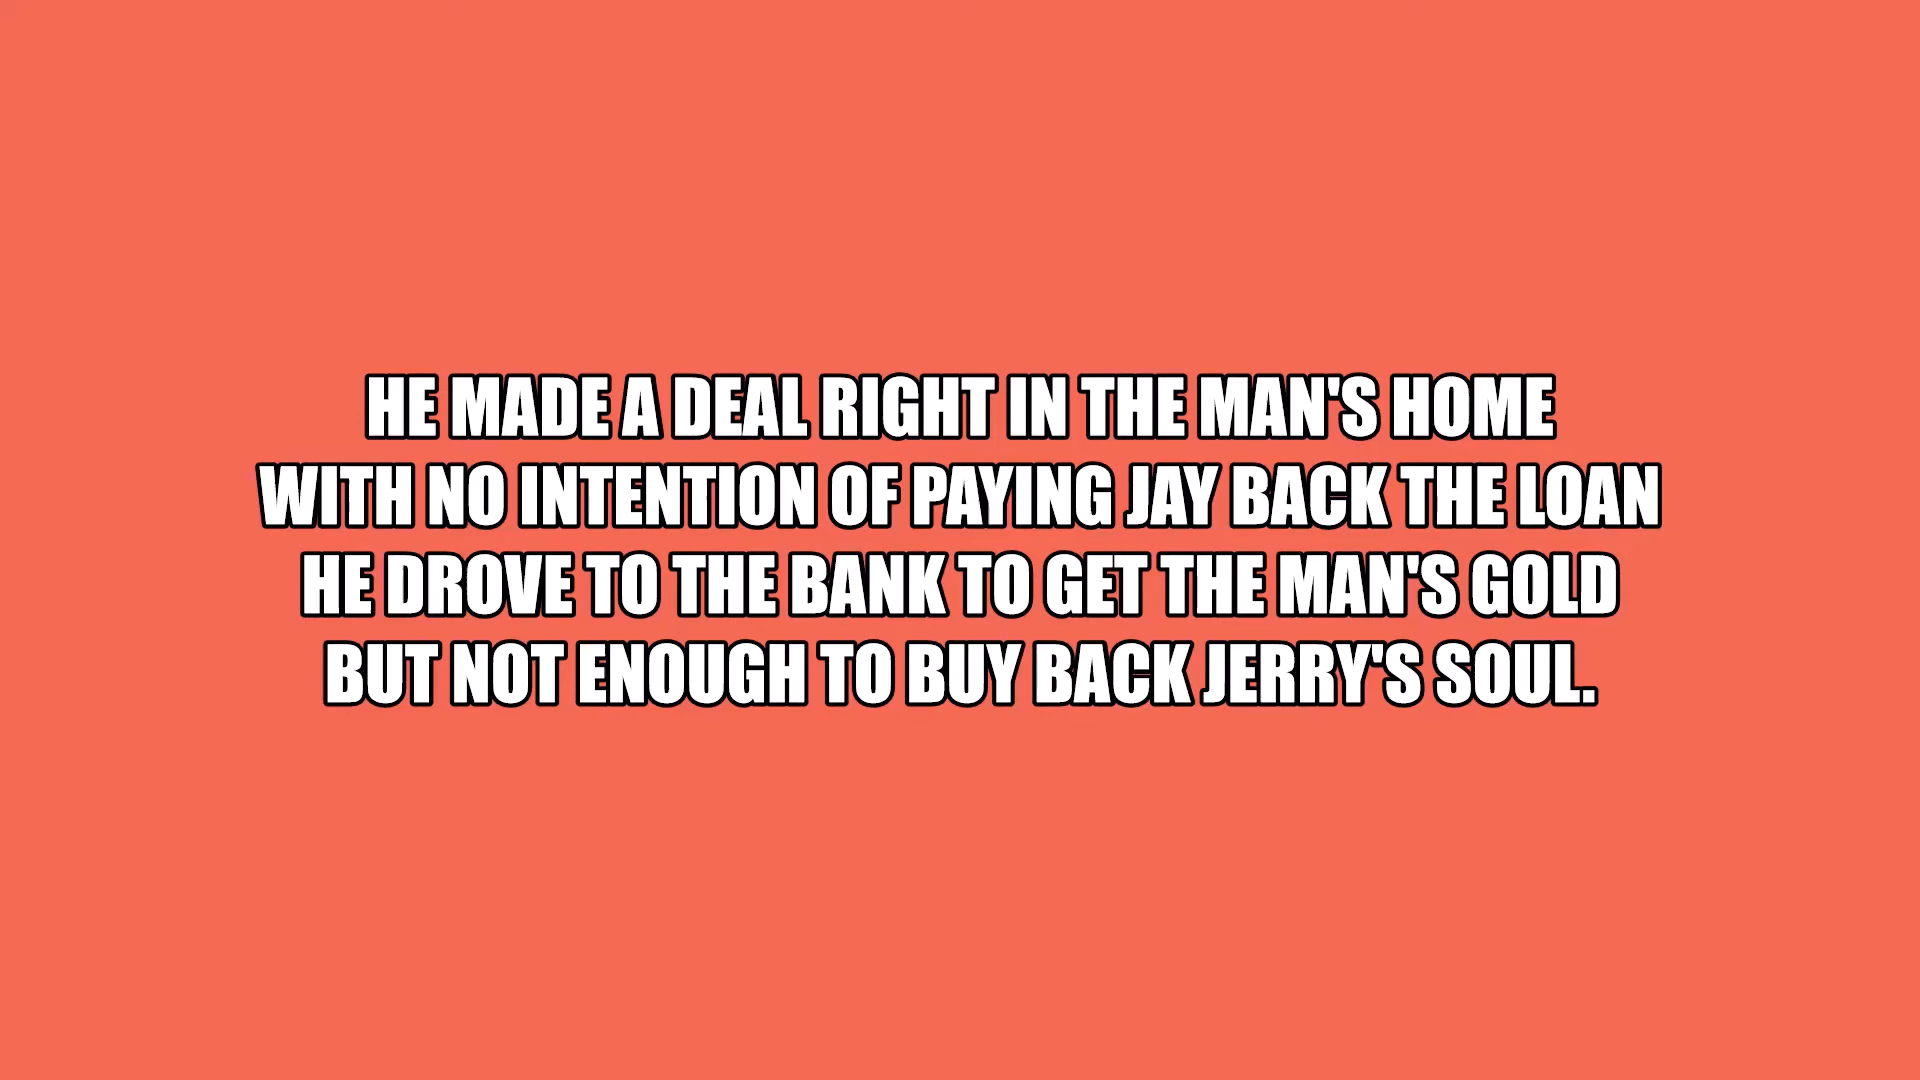 HE MADE A DEAL RIGHT IN THE MAN'S HOME
WITH NO INTENTION OF PAYING JAY BACK THE LOAN
HE DROVE TO THE BANK TO GET THE MAN'S GOLD
BUT NOT ENOUGH TO BUY BACK JERRY'S SOUL.